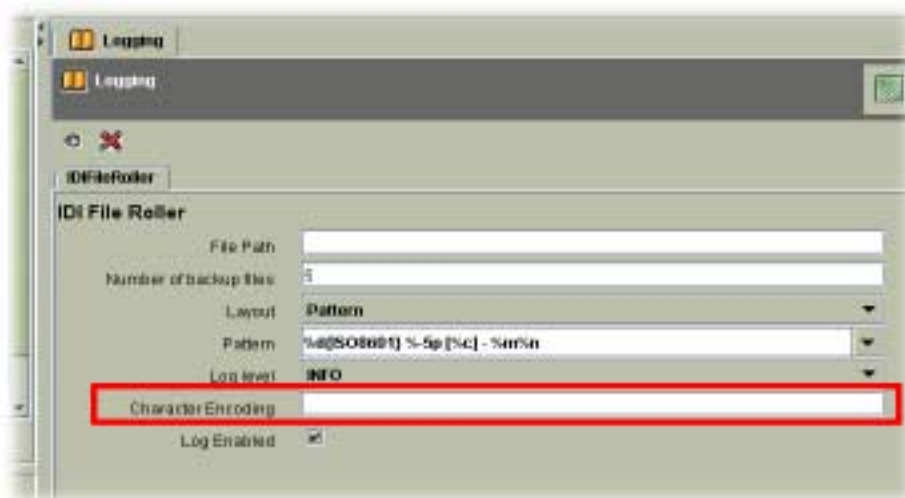 Logging
Logging
IDIFileRoller
IDI File Roller
File Path
Number of backup files 5
Layout Pattern
Pattern %d{ISO8601} %-5p [%c] - %m%n
Log level INFO
Character Encoding
Log Enabled